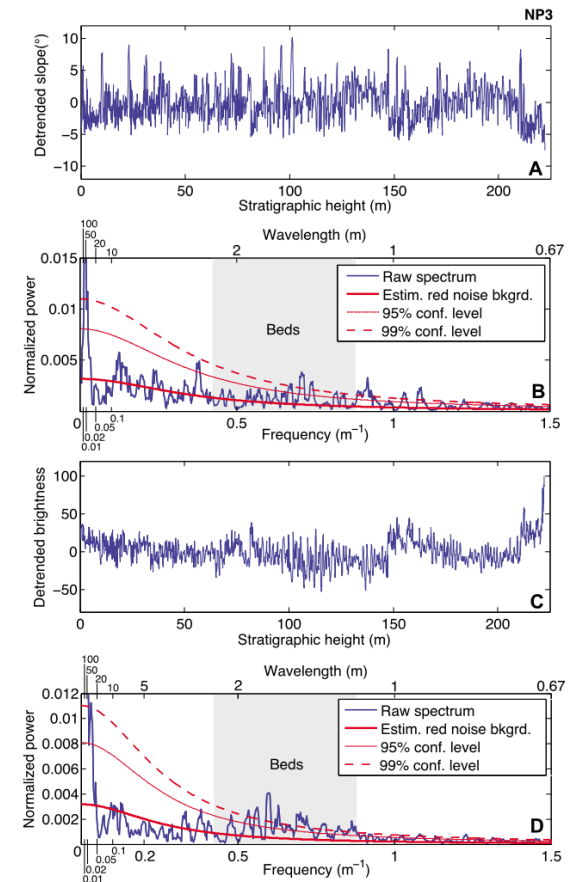 NP3
Detrended slope(°)
10
5
0
−5
−10
A
0 50 100 150 200
Stratigraphic height (m)
Wavelength (m)
100
50
20
10
2 1 0.67
Normalized power
0.015
0.01
0.005
Raw spectrum
Estim. red noise bkgrd.
95% conf. level
99% conf. level
Beds
B
0 0.5 1 1.5
0.1
0.05
0.02
0.01
Frequency (m⁻¹)
Detrended brightness
100
50
0
−50
C
0 50 100 150 200
Stratigraphic height (m)
Wavelength (m)
100
50
20
10
5 2 1 0.67
Normalized power
0.012
0.01
0.008
0.006
0.004
0.002
Raw spectrum
Estim. red noise bkgrd.
95% conf. level
99% conf. level
Beds
D
0 0.2 0.5 1 1.5
0.1
0.05
0.02
0.01
Frequency (m⁻¹)